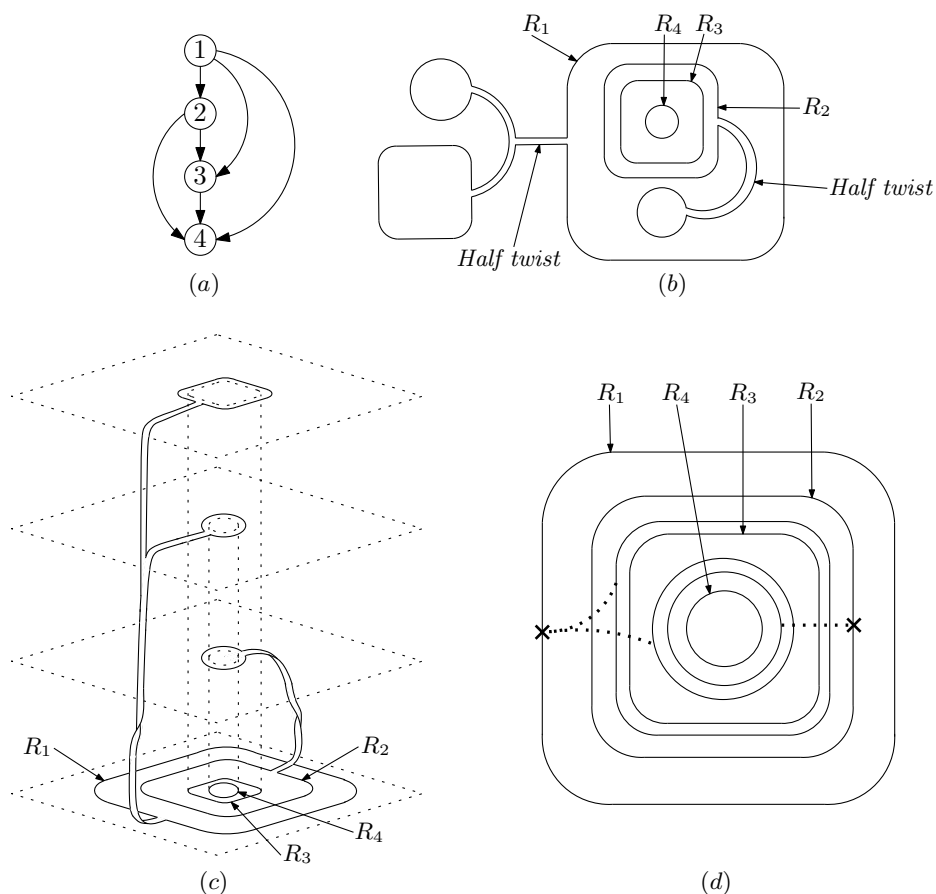 1
2
3
4
(a)
R1 R4 R3
R2
Half twist
Half twist
(b)
R1 R2
R4
R3
(c)
R1 R4 R3 R2
(d)